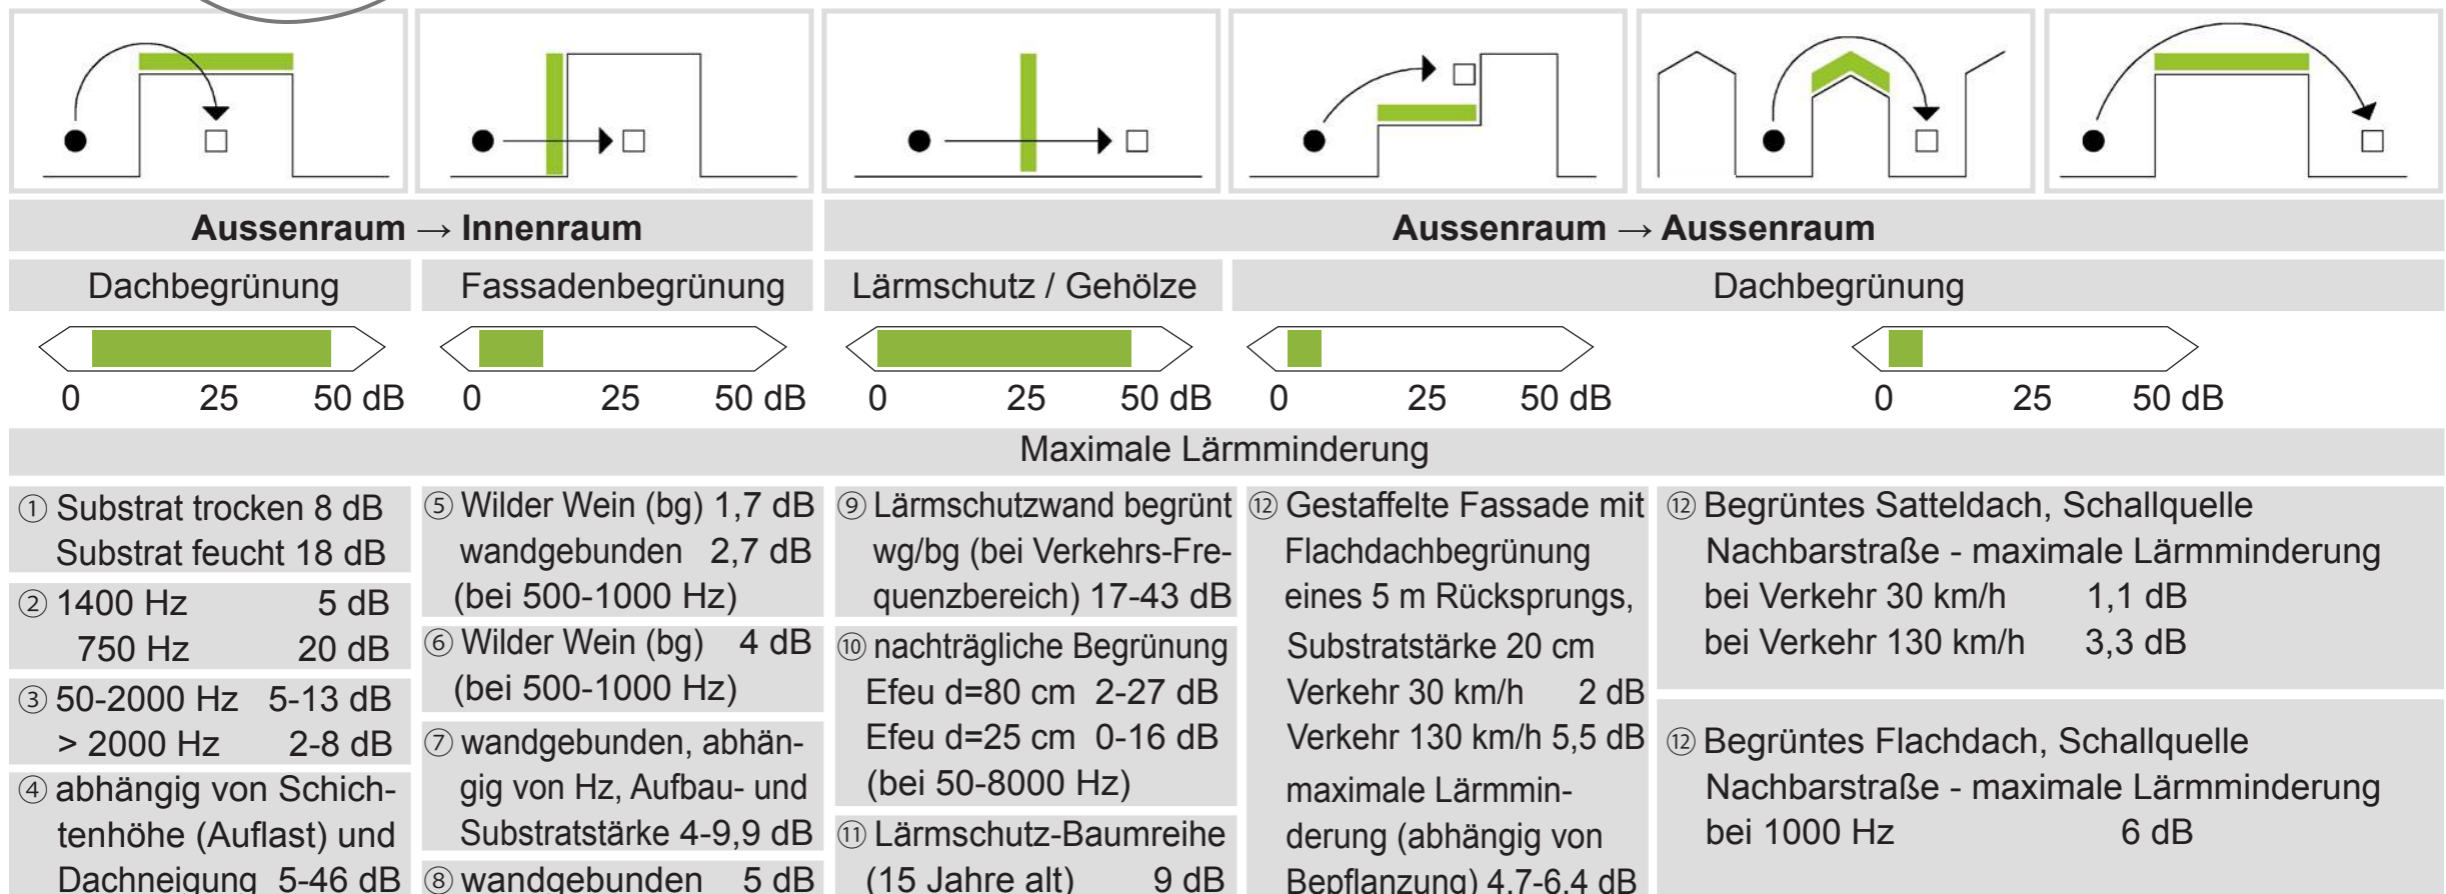 Aussenraum → Innenraum
Aussenraum → Aussenraum
Dachbegrünung
Fassadenbegrünung
Lärmschutz / Gehölze
Dachbegrünung
0 25 50 dB
0 25 50 dB
0 25 50 dB
0 25 50 dB
0 25 50 dB
Maximale Lärmminderung
① Substrat trocken 8 dB
Substrat feucht 18 dB
② 1400 Hz 5 dB
750 Hz 20 dB
③ 50-2000 Hz 5-13 dB
> 2000 Hz 2-8 dB
④ abhängig von Schich-
tenhöhe (Auflast) und
Dachneigung 5-46 dB
⑤ Wilder Wein (bg) 1,7 dB
wandgebunden 2,7 dB
(bei 500-1000 Hz)
⑥ Wilder Wein (bg) 4 dB
(bei 500-1000 Hz)
⑦ wandgebunden, abhän-
gig von Hz, Aufbau- und
Substratstärke 4-9,9 dB
⑧ wandgebunden 5 dB
⑨ Lärmschutzwand begrünt
wg/bg (bei Verkehrs-Fre-
quenzbereich) 17-43 dB
⑩ nachträgliche Begrünung
Efeu d=80 cm 2-27 dB
Efeu d=25 cm 0-16 dB
(bei 50-8000 Hz)
⑪ Lärmschutz-Baumreihe
(15 Jahre alt) 9 dB
⑫ Gestaffelte Fassade mit
Flachdachbegrünung
eines 5 m Rücksprungs,
Substratstärke 20 cm
Verkehr 30 km/h 2 dB
Verkehr 130 km/h 5,5 dB
maximale Lärmmin-
derung (abhängig von
Bepflanzung) 4,7-6,4 dB
⑫ Begrüntes Satteldach, Schallquelle
Nachbarstraße - maximale Lärmminderung
bei Verkehr 30 km/h 1,1 dB
bei Verkehr 130 km/h 3,3 dB
⑫ Begrüntes Flachdach, Schallquelle
Nachbarstraße - maximale Lärmminderung
bei 1000 Hz 6 dB